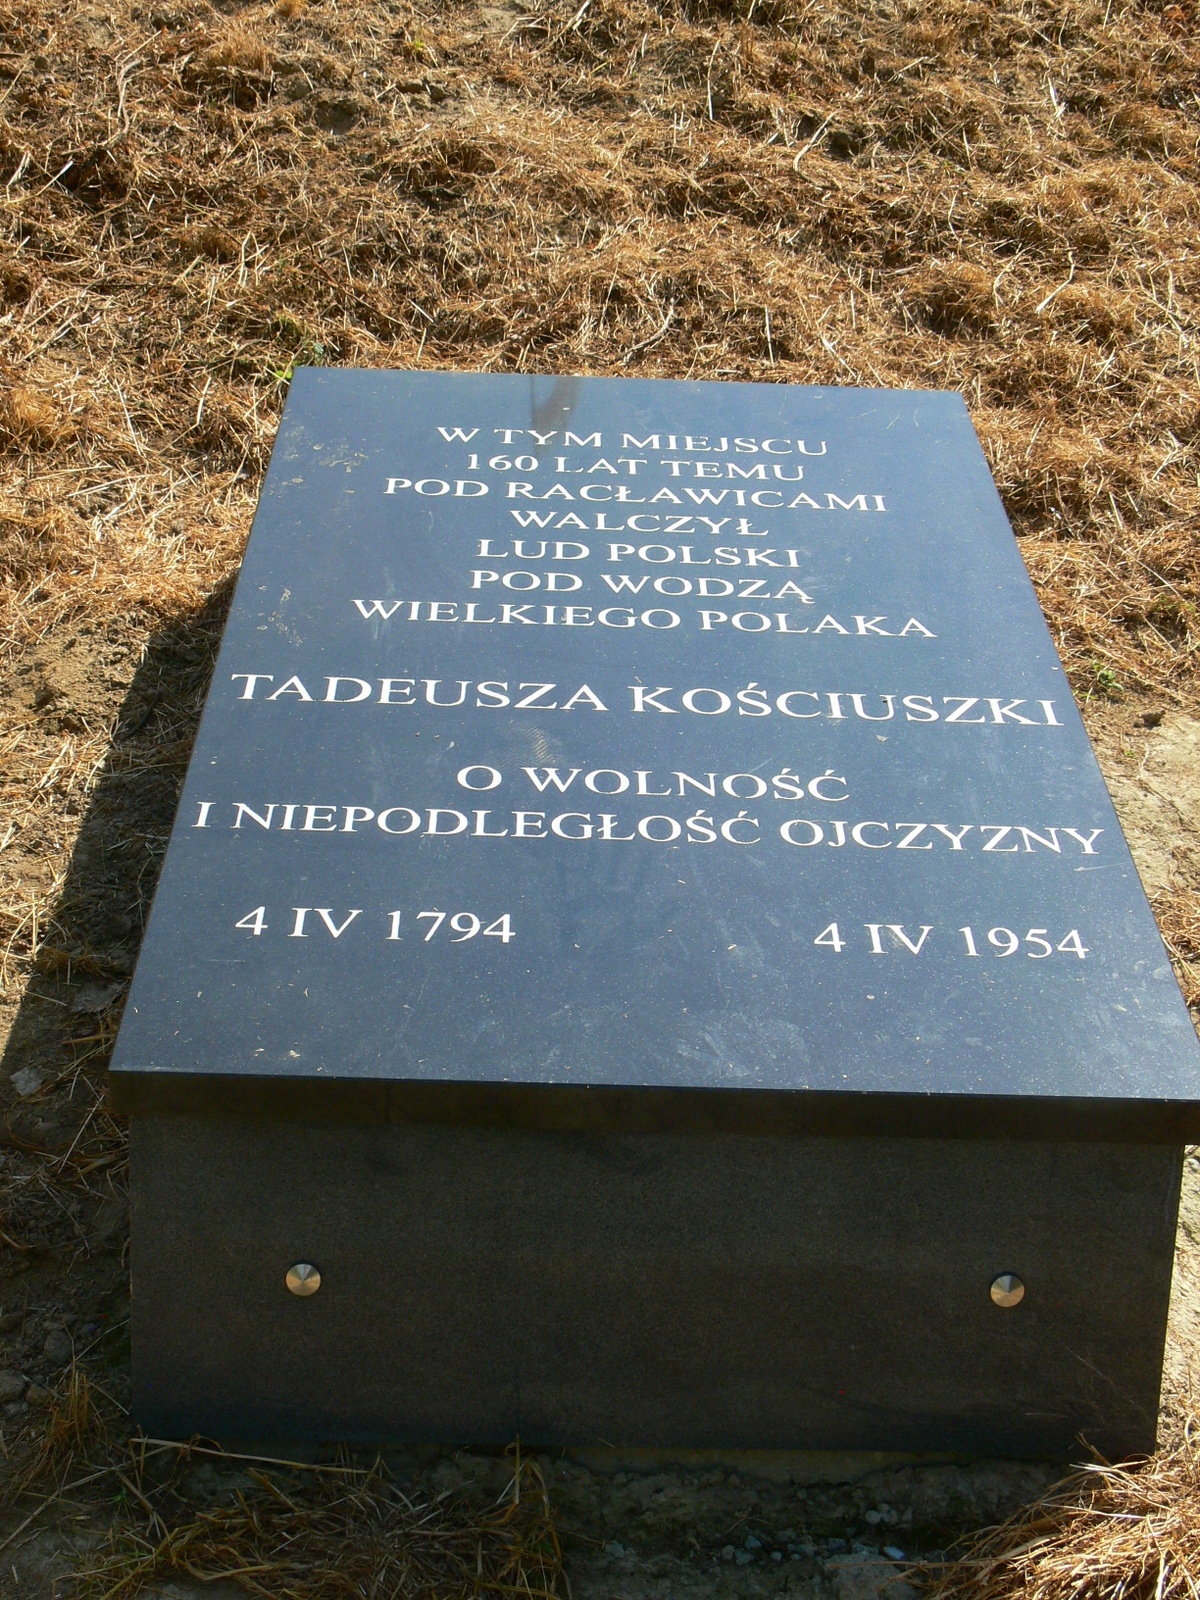 W TYM MIEJSCU
160 LAT TEMU
POD RACŁAWICAMI
WALCZYŁ
LUD POLSKI
POD WODZĄ
WIELKIEGO POLAKA
TADEUSZA KOŚCIUSZKI
O WOLNOŚĆ
I NIEPODLEGŁOŚĆ OJCZYZNY
4 IV 1794 4 IV 1954